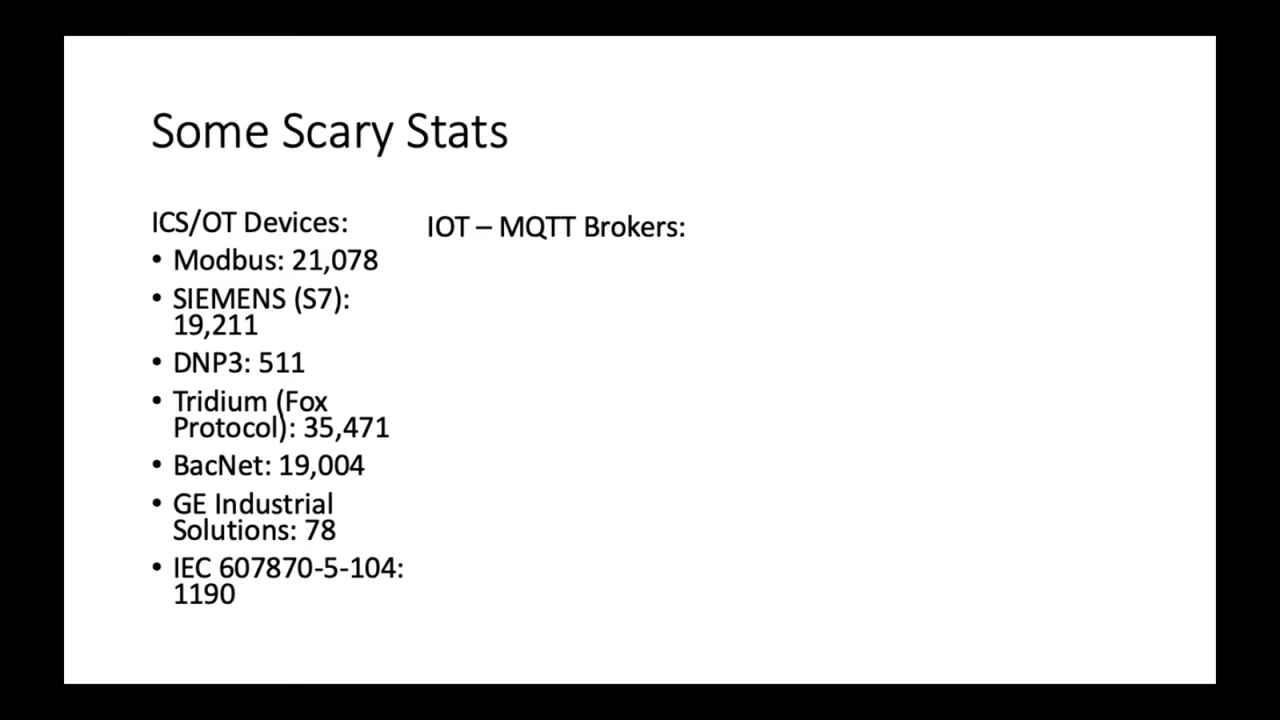 Some Scary Stats
ICS/OT Devices:
• Modbus: 21,078
• SIEMENS (S7):
19,211
• DNP3: 511
• Tridium (Fox
Protocol): 35,471
• BacNet: 19,004
• GE Industrial
Solutions: 78
• IEC 607870-5-104:
1190
IOT – MQTT Brokers: